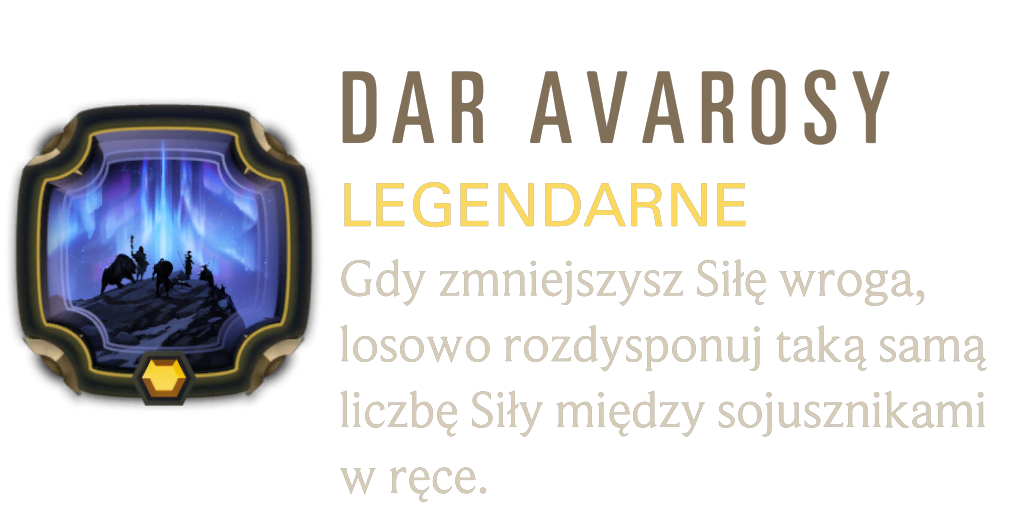 DAR AVAROSY
LEGENDARNE
Gdy zmniejszysz Siłę wroga,
losowo rozdysponuj taką samą
liczbę Siły między sojusznikami
w ręce.